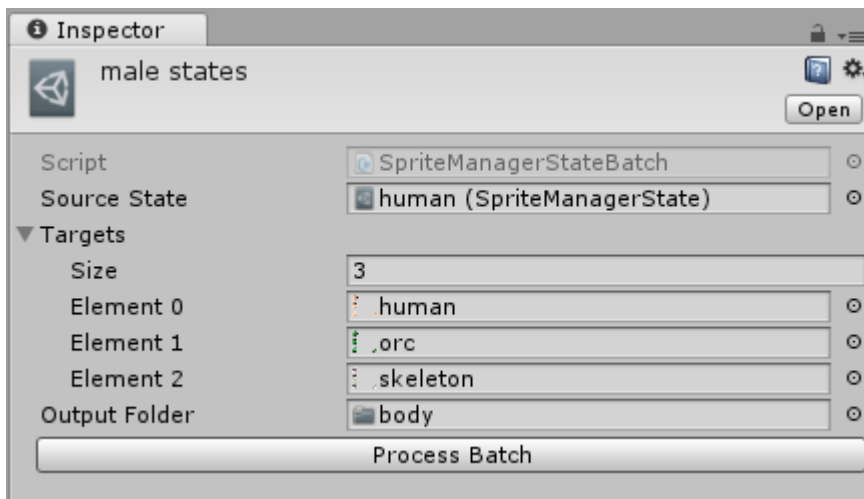 Inspector
male states
Open
Script SpriteManagerStateBatch
Source State human (SpriteManagerState)
Targets
Size 3
Element 0 human
Element 1 orc
Element 2 skeleton
Output Folder body
Process Batch